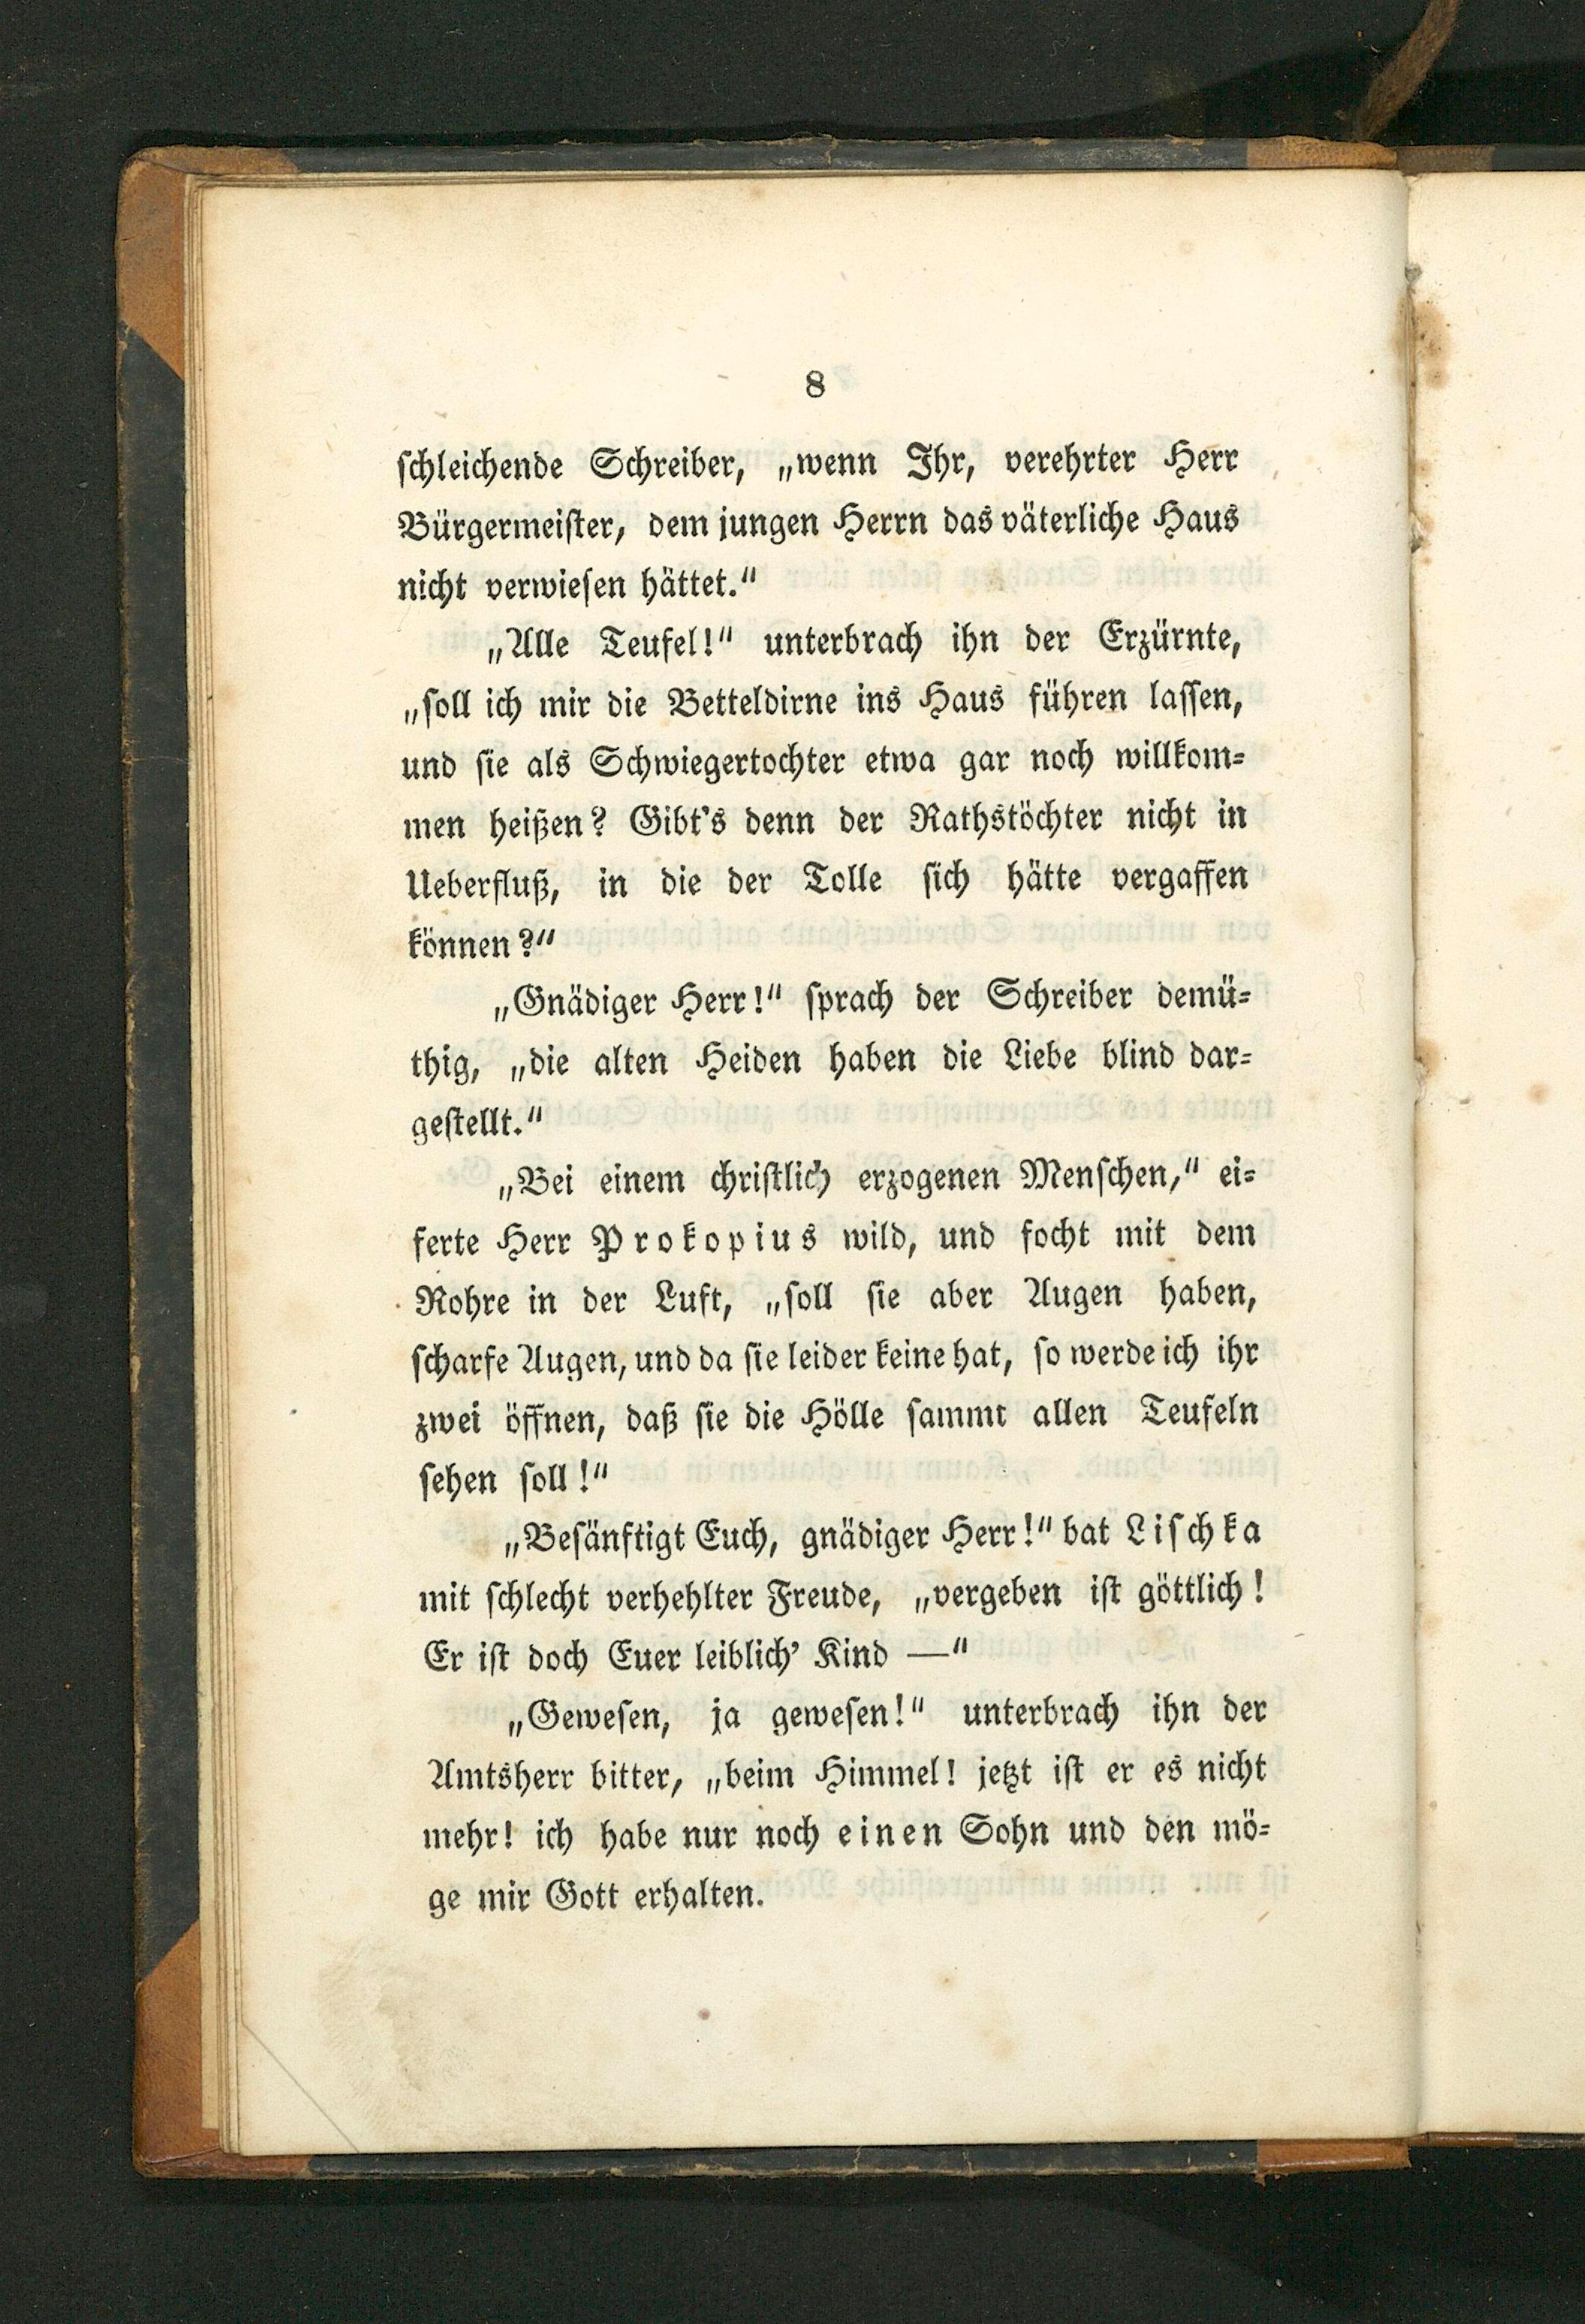 8
schleichende Schreiber, „wenn Ihr, verehrter Herr
Bürgermeister, dem jungen Herrn das väterliche Haus
nicht verwiesen hättet.“
„Alle Teufel!“ unterbrach ihn der Erzürnte,
„soll ich mir die Betteldirne ins Haus führen lassen,
und sie als Schwiegertochter etwa gar noch willkom-
men heißen? Gibt's denn der Rathstöchter nicht in
Ueberfluß, in die der Tolle sich hätte vergaffen
können?“
„Gnädiger Herr!“ sprach der Schreiber demü-
thig, „die alten Heiden haben die Liebe blind dar-
gestellt.“
„Bei einem christlich erzogenen Menschen,“ ei-
ferte Herr Prokopius wild, und focht mit dem
Rohre in der Luft, „soll sie aber Augen haben,
scharfe Augen, und da sie leider keine hat, so werde ich ihr
zwei öffnen, daß sie die Hölle sammt allen Teufeln
sehen soll!“
„Besänftigt Euch, gnädiger Herr!“ bat Lischka
mit schlecht verhehlter Freude, „vergeben ist göttlich!
Er ist doch Euer leiblich' Kind —“
„Gewesen, ja gewesen!“ unterbrach ihn der
Amtsherr bitter, „beim Himmel! jetzt ist er es nicht
mehr! ich habe nur noch einen Sohn und den mö-
ge mir Gott erhalten.